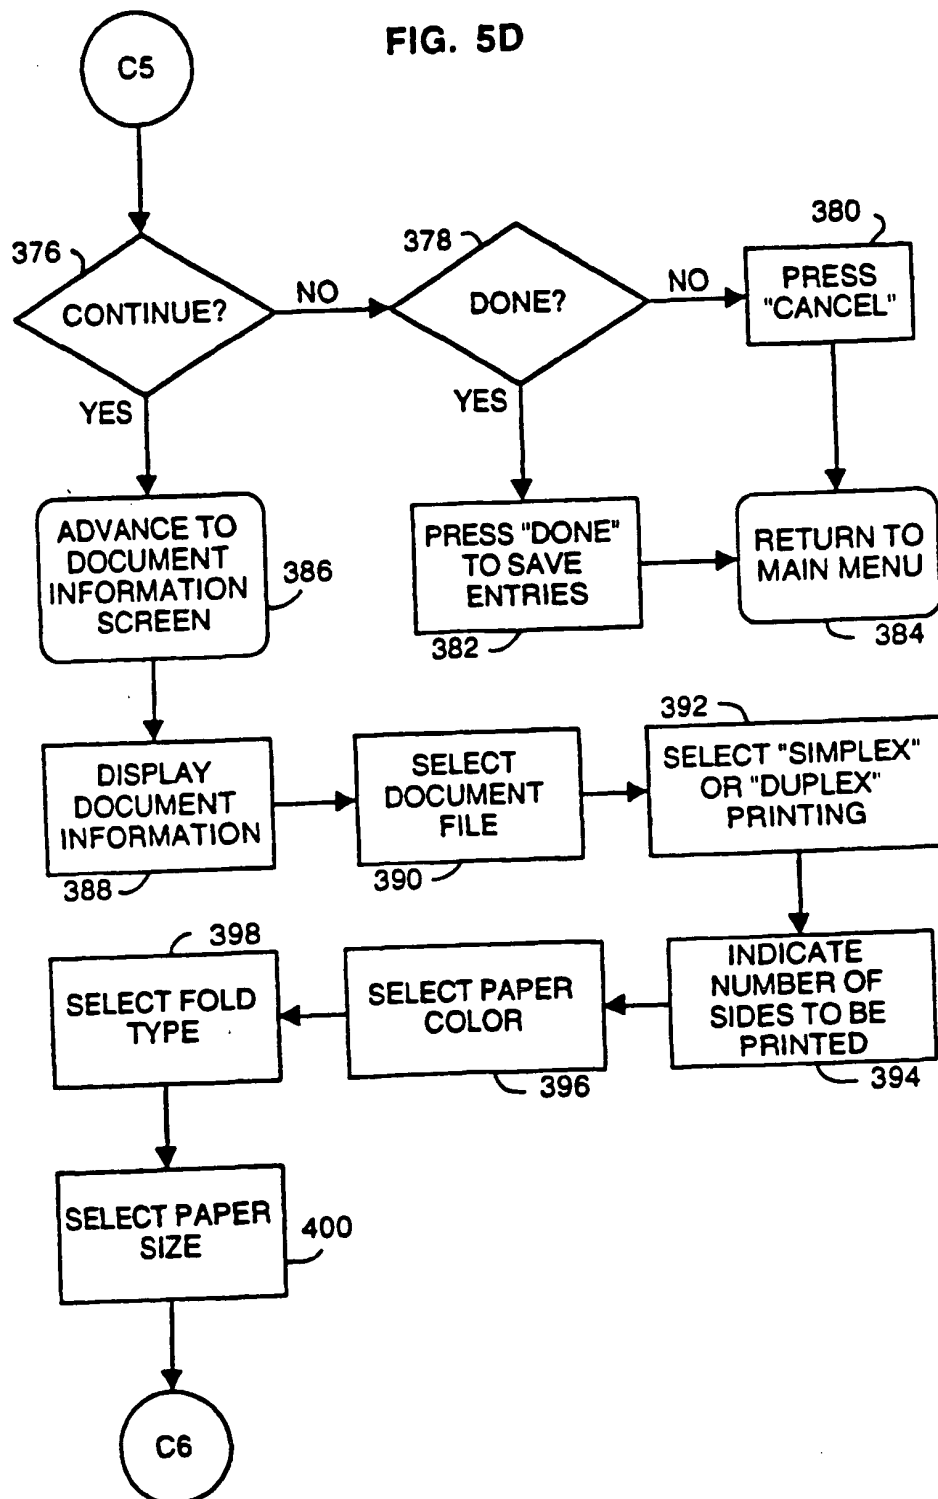 FIG. 5D
C5
376
CONTINUE?
NO
YES
378
DONE?
NO
YES
380
PRESS
"CANCEL"
ADVANCE TO
DOCUMENT
INFORMATION
SCREEN
386
PRESS "DONE"
TO SAVE
ENTRIES
382
RETURN TO
MAIN MENU
384
DISPLAY
DOCUMENT
INFORMATION
388
SELECT
DOCUMENT
FILE
390
392
SELECT "SIMPLEX"
OR "DUPLEX"
PRINTING
398
SELECT FOLD
TYPE
SELECT PAPER
COLOR
396
INDICATE
NUMBER OF
SIDES TO BE
PRINTED
394
SELECT PAPER
SIZE
400
C6